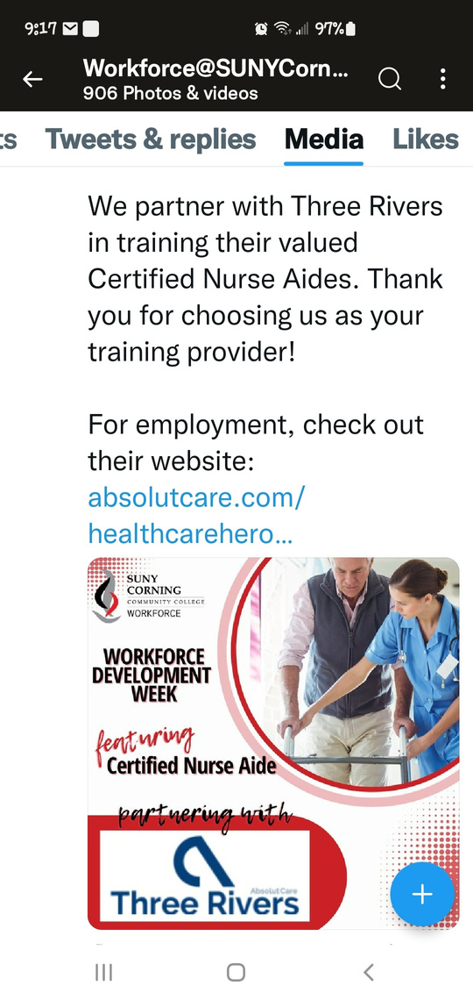 9:17
97%
Workforce@SUNYCorn...
906 Photos & videos
ts
Tweets & replies
Media
Likes
We partner with Three Rivers
in training their valued
Certified Nurse Aides. Thank
you for choosing us as your
training provider!
For employment, check out
their website:
absolutcare.com/
healthcarehero...
SUNY
CORNING
COMMUNITY COLLEGE
WORKFORCE
WORKFORCE
DEVELOPMENT
WEEK
featuring
Certified Nurse Aide
partnering with
AbsolutCare
Three Rivers